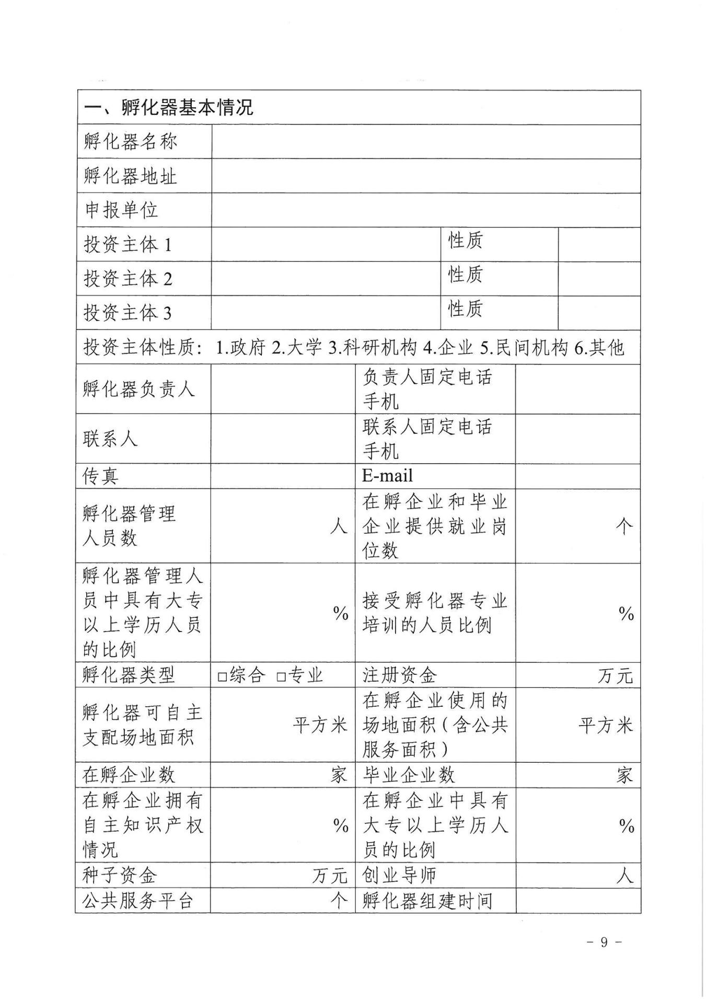 一、孵化器基本情况
孵化器名称
孵化器地址
申报单位
投资主体1 性质
投资主体2 性质
投资主体3 性质
投资主体性质：1.政府2.大学3.科研机构4.企业5.民间机构6.其他
孵化器负责人
负责人固定电话
手机
联系人
联系人固定电话
手机
传真
E-mail
孵化器管理
人员数
人
在孵企业和毕业
企业提供就业岗
位数
个
孵化器管理人
员中具有大专
以上学历人员
的比例
%
接受孵化器专业
培训的人员比例
%
孵化器类型
□综合 □专业
注册资金
万元
孵化器可自主
支配场地面积
平方米
在孵企业使用的
场地面积（含公共
服务面积）
平方米
在孵企业数
家
毕业企业数
家
在孵企业拥有
自主知识产权
情况
%
在孵企业中具有
大专以上学历人
员的比例
%
种子资金
万元
创业导师
人
公共服务平台
个
孵化器组建时间
- 9 -